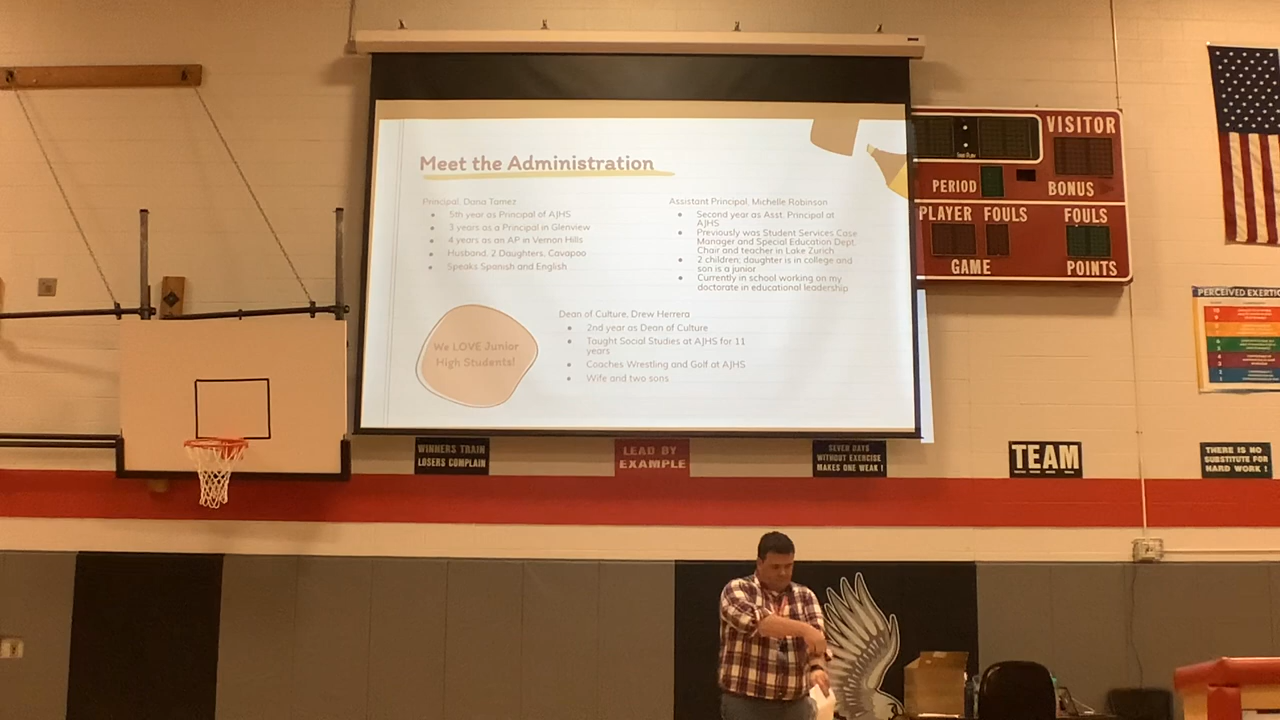 Meet the Administration
Principal, Dana Tamez
5th year as Principal of AJHS
3 years as a Principal in Glenview
4 years as an AP in Vernon Hills
Husband, 2 Daughters, Cavapoo
Speaks Spanish and English
Assistant Principal, Michelle Robinson
Second year as Asst. Principal at
AJHS
Previously was Student Services Case
Manager and Special Education Dept.
Chair and teacher in Lake Zurich
2 children; daughter is in college and
son is a junior
Currently in school working on my
doctorate in educational leadership
We LOVE Junior
High Students!
Dean of Culture, Drew Herrera
2nd year as Dean of Culture
Taught Social Studies at AJHS for 11
years
Coaches Wrestling and Golf at AJHS
Wife and two sons
VISITOR
PERIOD
BONUS
PLAYER FOULS
FOULS
GAME
POINTS
PERCEIVED EXERTIO
WINNERS TRAIN
LOSERS COMPLAIN
LEAD BY
EXAMPLE
SEVEN DAYS
WITHOUT EXERCISE
MAKES ONE WEAK!
TEAM
THERE IS NO
SUBSTITUTE FOR
HARD WORK!